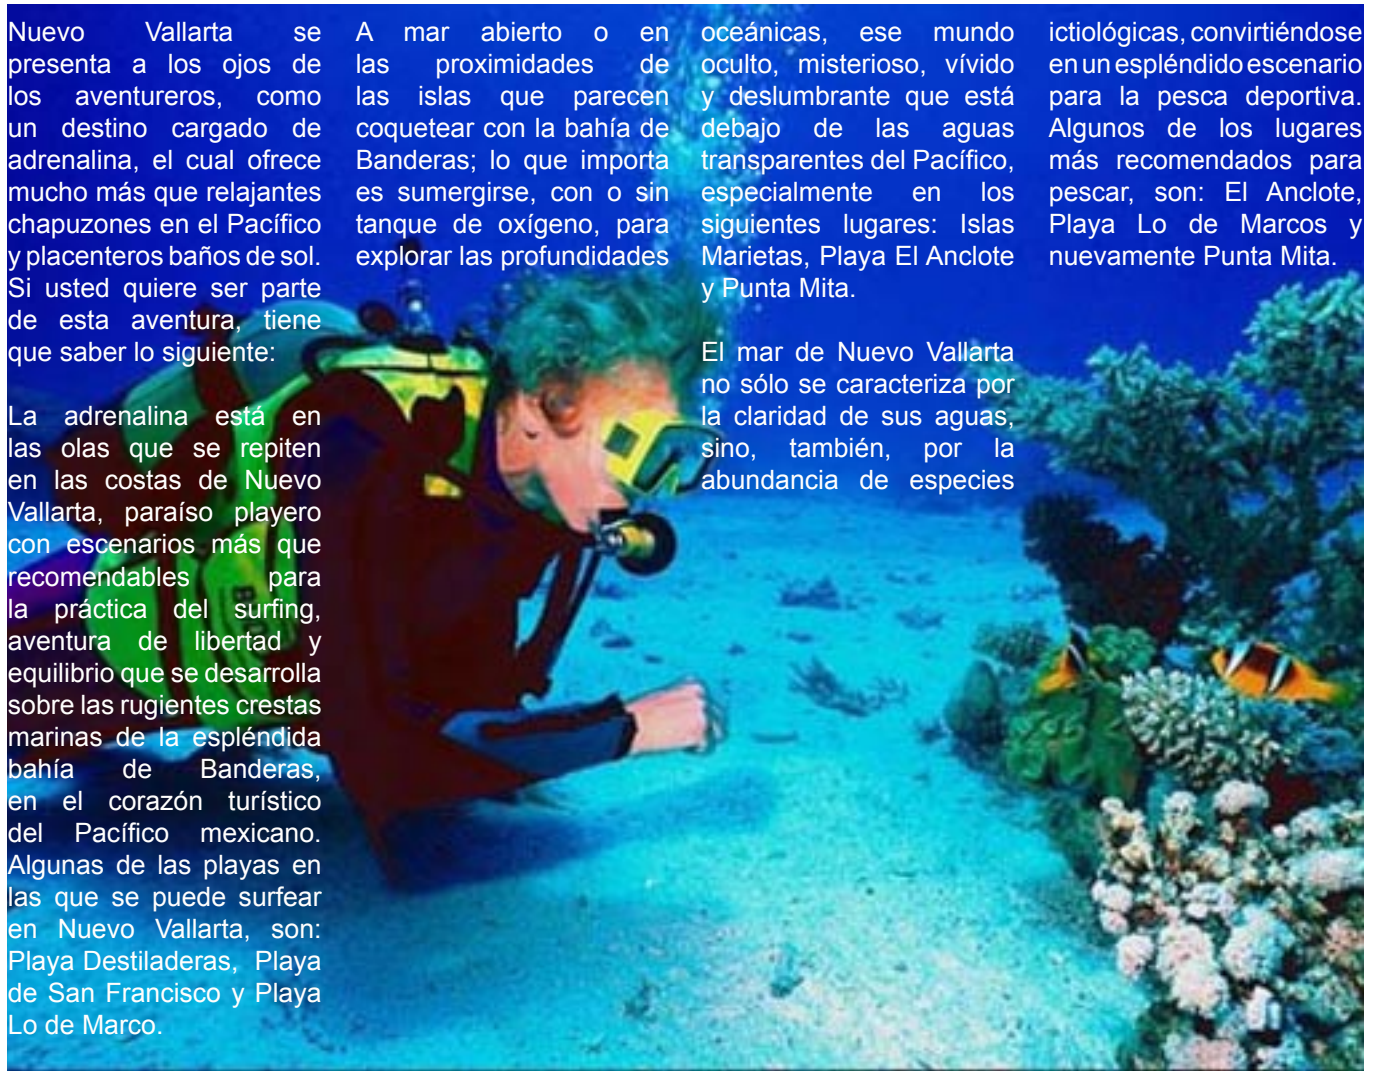 Nuevo Vallarta se
presenta a los ojos de
los aventureros, como
un destino cargado de
adrenalina, el cual ofrece
mucho más que relajantes
chapuzones en el Pacífico
y placenteros baños de sol.
Si usted quiere ser parte
de esta aventura, tiene
que saber lo siguiente:
La adrenalina está en
las olas que se repiten
en las costas de Nuevo
Vallarta, paraíso playero
con escenarios más que
recomendables para
la práctica del surfing,
aventura de libertad y
equilibrio que se desarrolla
sobre las rugientes crestas
marinas de la espléndida
bahía de Banderas,
en el corazón turístico
del Pacífico mexicano.
Algunas de las playas en
las que se puede surfear
en Nuevo Vallarta, son:
Playa Destiladeras, Playa
de San Francisco y Playa
Lo de Marco.
A mar abierto o en
las proximidades de
las islas que parecen
coquetear con la bahía de
Banderas; lo que importa
es sumergirse, con o sin
tanque de oxígeno, para
explorar las profundidades
oceánicas, ese mundo
oculto, misterioso, vívido
y deslumbrante que está
debajo de las aguas
transparentes del Pacífico,
especialmente en los
siguientes lugares: Islas
Marietas, Playa El Anclote
y Punta Mita.
El mar de Nuevo Vallarta
no sólo se caracteriza por
la claridad de sus aguas,
sino, también, por la
abundancia de especies
ictiológicas, convirtiéndose
en un espléndido escenario
para la pesca deportiva.
Algunos de los lugares
más recomendados para
pescar, son: El Anclote,
Playa Lo de Marcos y
nuevamente Punta Mita.